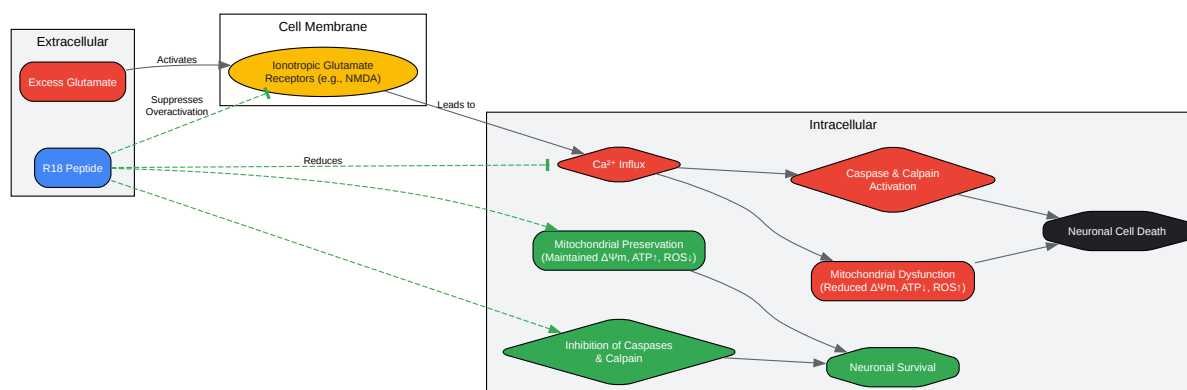 Extracellular
Cell Membrane
Excess Glutamate
Activates
Ionotropic Glutamate
Receptors (e.g., NMDA)
Suppresses
Overactivation
Leads to
Intracellular
R18 Peptide
Reduces
Ca²⁺ Influx
Caspase & Calpain
Activation
Neuronal Cell Death
Mitochondrial Preservation
(Maintained ΔΨm, ATP↑, ROS↓)
Mitochondrial Dysfunction
(Reduced ΔΨm, ATP↓, ROS↑)
Inhibition of Caspases
& Calpain
Neuronal Survival